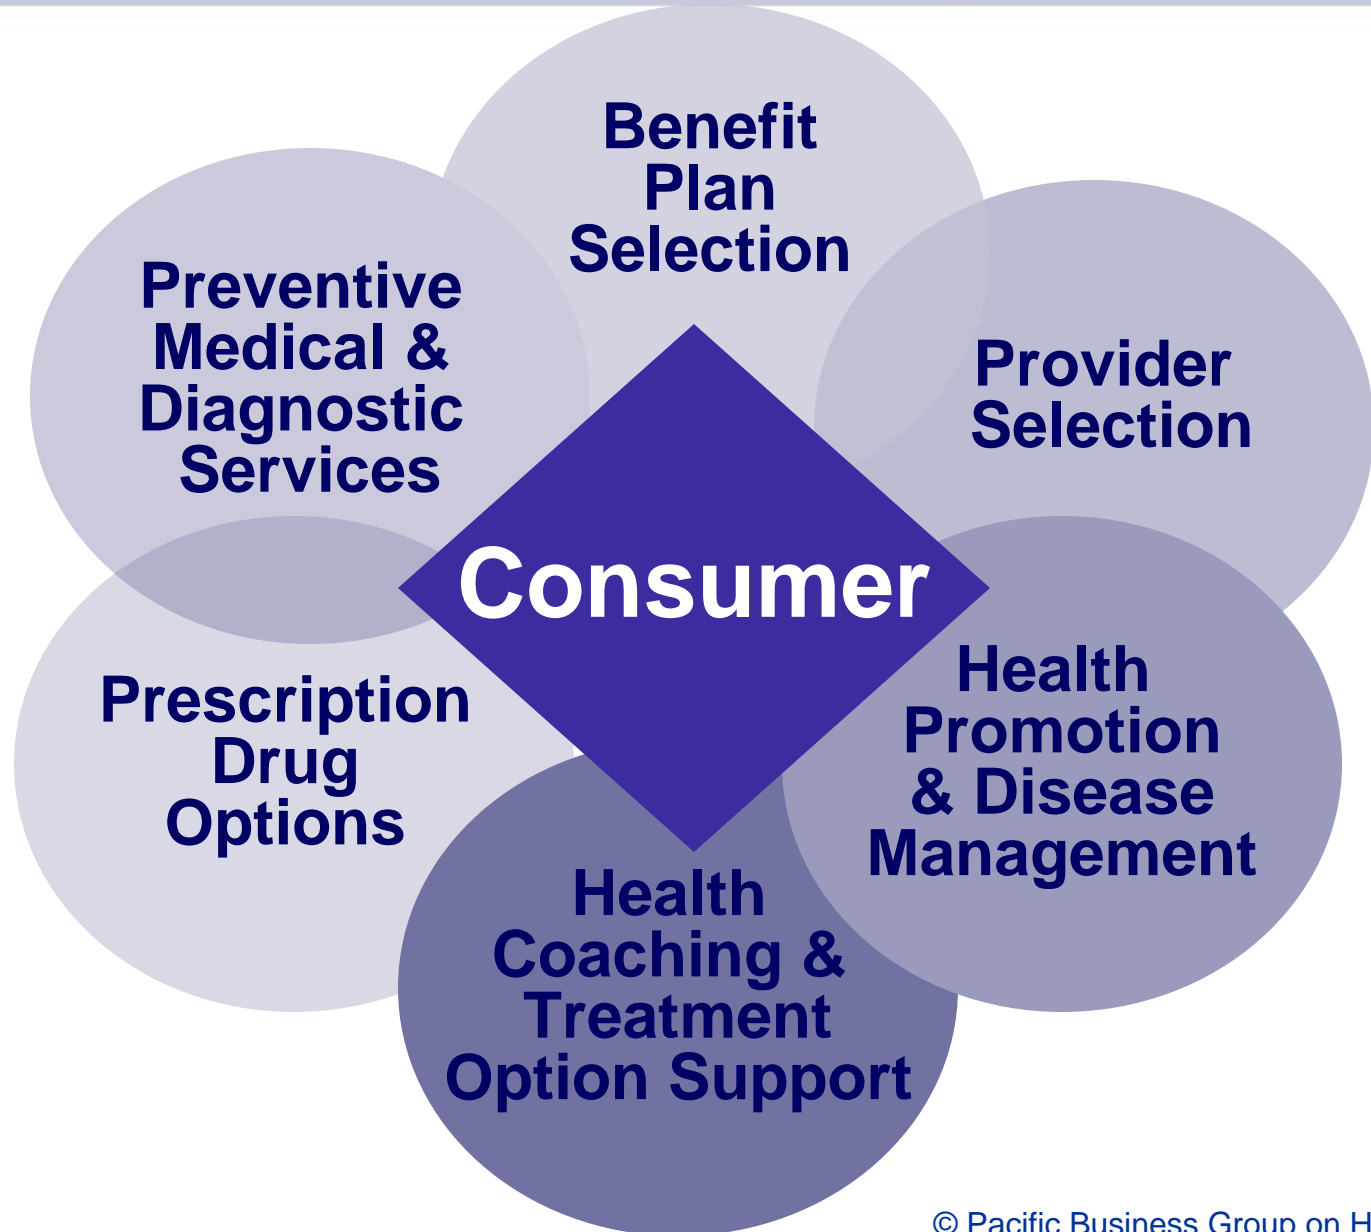 Benefit
Plan
Selection
Preventive
Medical &
Diagnostic
Services
Provider
Selection
Consumer
Prescription
Drug
Options
Health
Promotion
& Disease
Management
Health
Coaching &
Treatment
Option Support
© Pacific Business Group on H